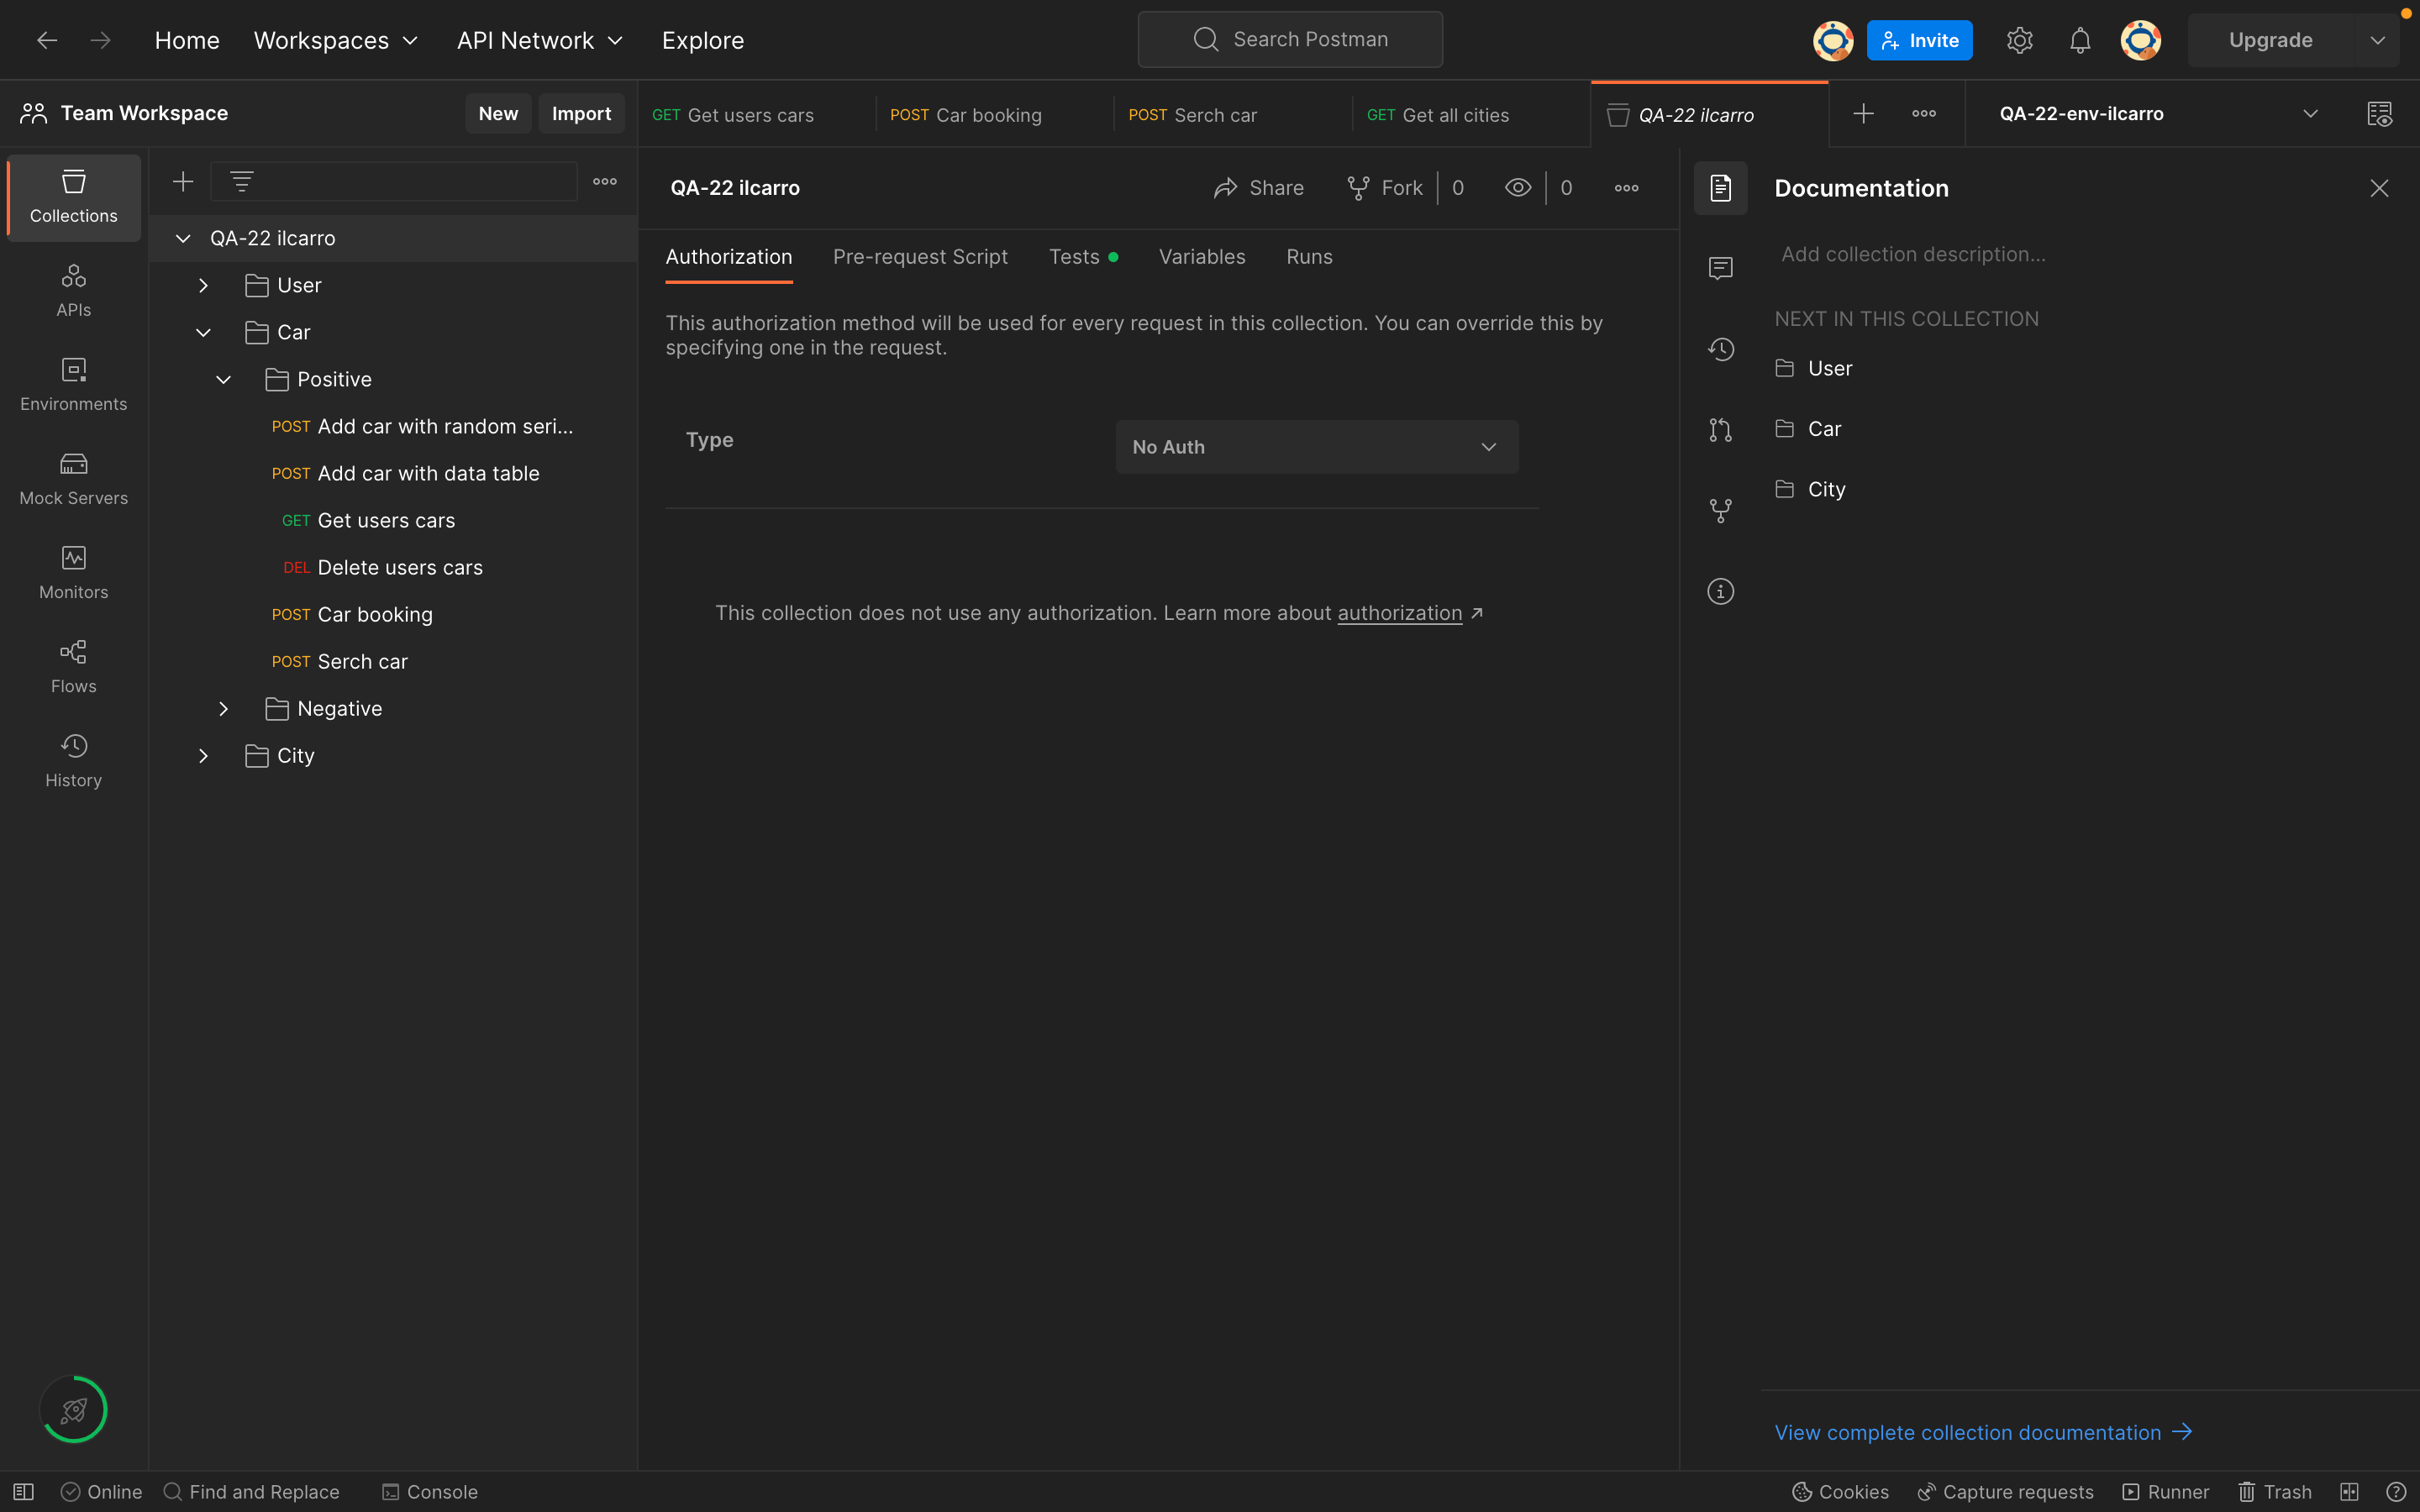 Home Workspaces API Network Explore Search Postman Invite Upgrade
Team Workspace New Import GET Get users cars POST Car booking POST Serch car GET Get all cities QA-22 ilcarro QA-22-env-ilcarro
Collections
APIs
Environments
Mock Servers
Monitors
Flows
History
QA-22 ilcarro
User
Car
Positive
POST Add car with random seri...
POST Add car with data table
GET Get users cars
DEL Delete users cars
POST Car booking
POST Serch car
Negative
City
QA-22 ilcarro Share Fork 0 0
Authorization Pre-request Script Tests Variables Runs
This authorization method will be used for every request in this collection. You can override this by
specifying one in the request.
Type No Auth
This collection does not use any authorization. Learn more about authorization
Documentation
Add collection description...
NEXT IN THIS COLLECTION
User
Car
City
View complete collection documentation
Online Find and Replace Console Cookies Capture requests Runner Trash